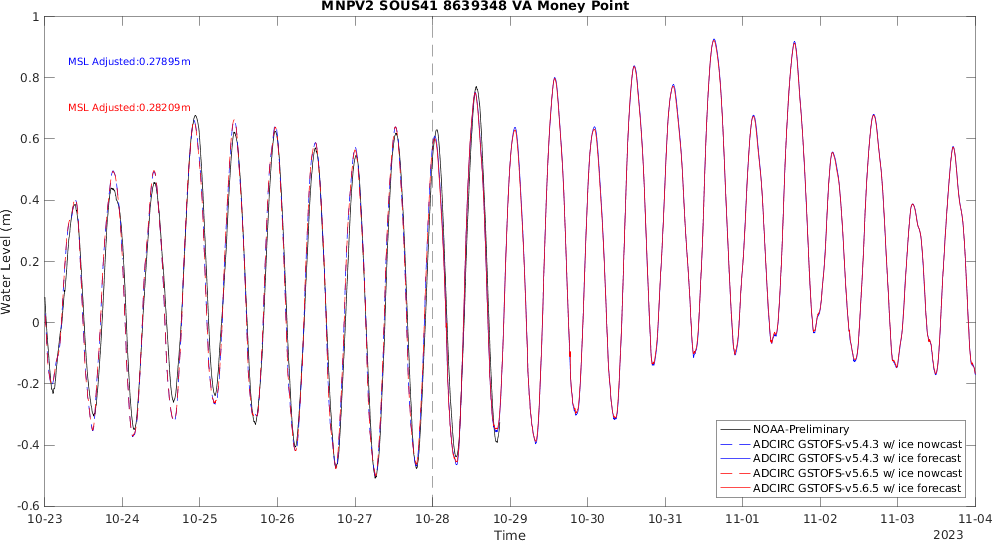 MNPV2 SOUS41 8639348 VA Money Point
MSL Adjusted:0.27895m
MSL Adjusted:0.28209m
Water Level (m)
1
0.8
0.6
0.4
0.2
0
-0.2
-0.4
-0.6
NOAA-Preliminary
ADCIRC GSTOFS-v5.4.3 w/ ice nowcast
ADCIRC GSTOFS-v5.4.3 w/ ice forecast
ADCIRC GSTOFS-v5.6.5 w/ ice nowcast
ADCIRC GSTOFS-v5.6.5 w/ ice forecast
10-23 10-24 10-25 10-26 10-27 10-28 10-29 10-30 10-31 11-01 11-02 11-03 11-04
Time
2023